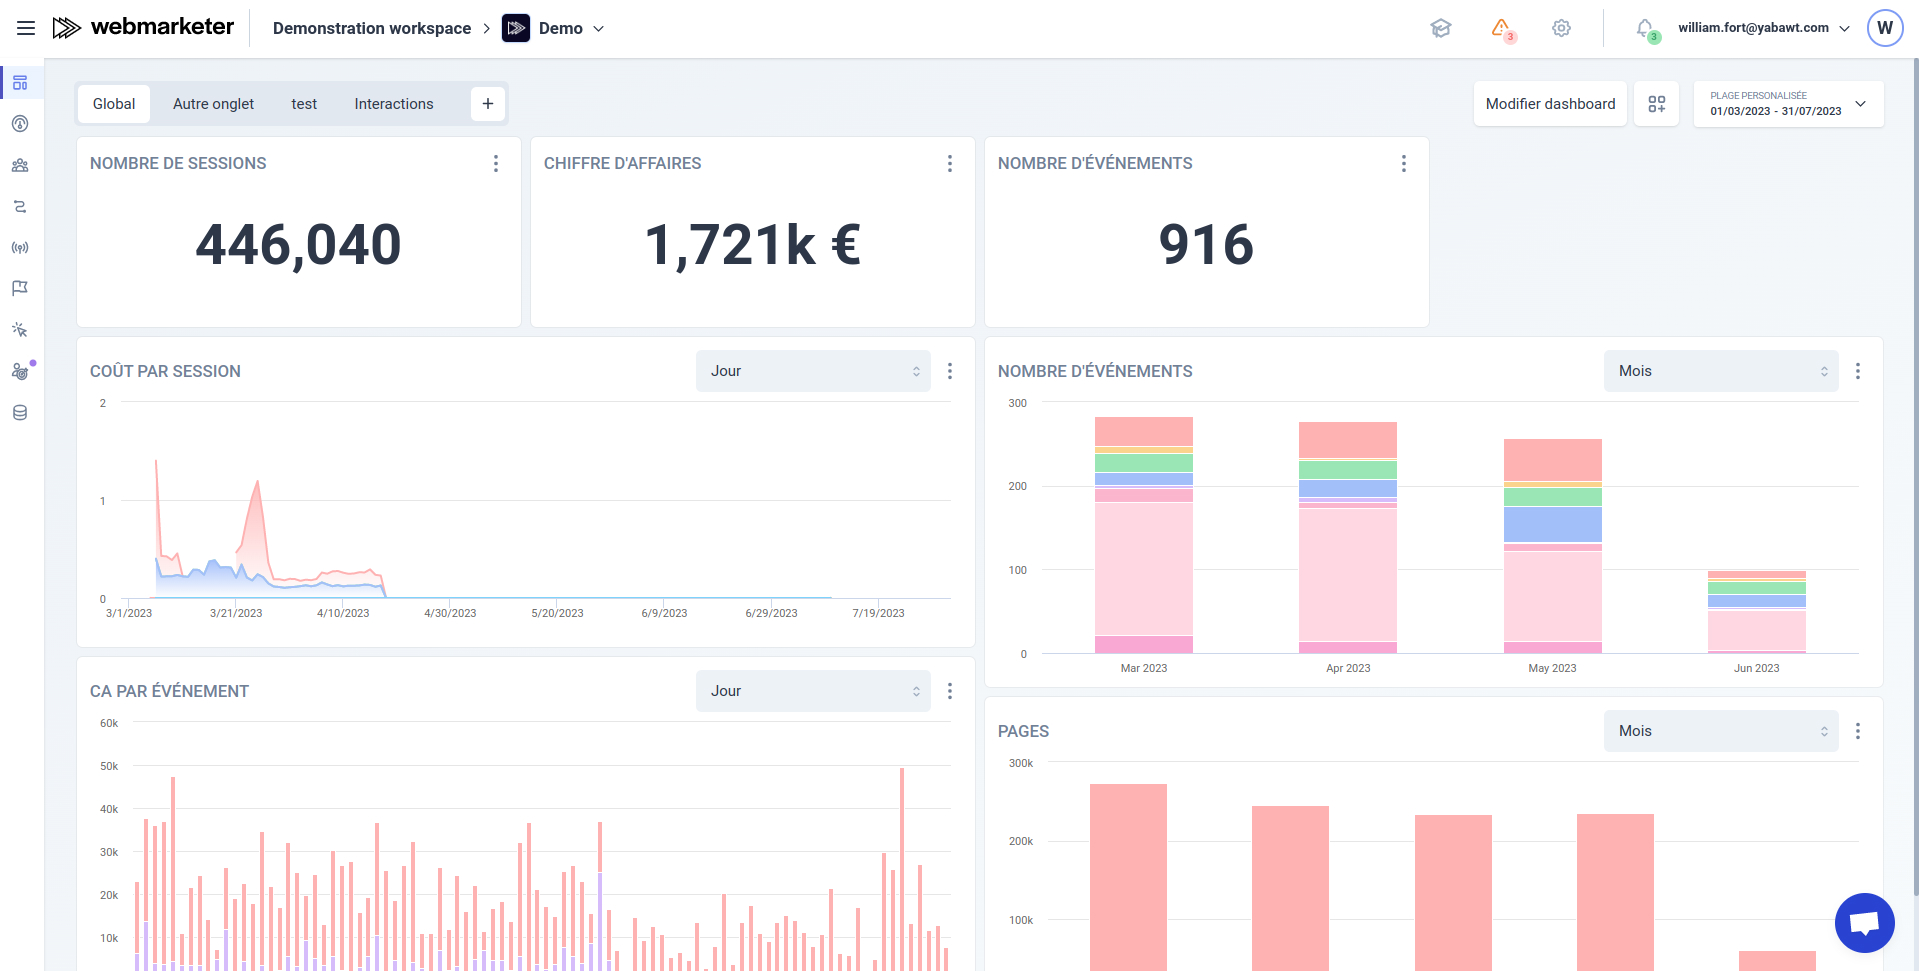 webmarketer
Demonstration workspace
Demo
3
3
william.fort@yabawt.com
W
Global
Autre onglet
test
Interactions
+
Modifier dashboard
PLAGE PERSONALISÉE
01/03/2023 - 31/07/2023
NOMBRE DE SESSIONS
446,040
CHIFFRE D'AFFAIRES
1,721k €
NOMBRE D'ÉVÉNEMENTS
916
COÛT PAR SESSION
Jour
2
1
0
3/1/2023
3/21/2023
4/10/2023
4/30/2023
5/20/2023
6/9/2023
6/29/2023
7/19/2023
NOMBRE D'ÉVÉNEMENTS
Mois
300
200
100
0
Mar 2023
Apr 2023
May 2023
Jun 2023
CA PAR ÉVÉNEMENT
Jour
60k
50k
40k
30k
20k
10k
PAGES
Mois
300k
200k
100k